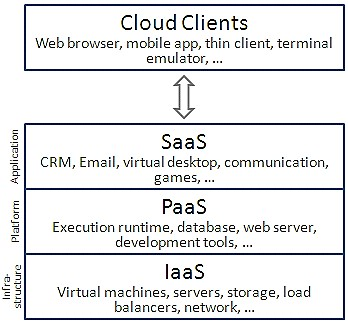 Cloud Clients
Web browser, mobile app, thin client, terminal
emulator, ...
Application
SaaS
CRM, Email, virtual desktop, communication,
games, ...
Platform
PaaS
Execution runtime, database, web server,
development tools, ...
Infra-
structure
IaaS
Virtual machines, servers, storage, load
balancers, network, ...